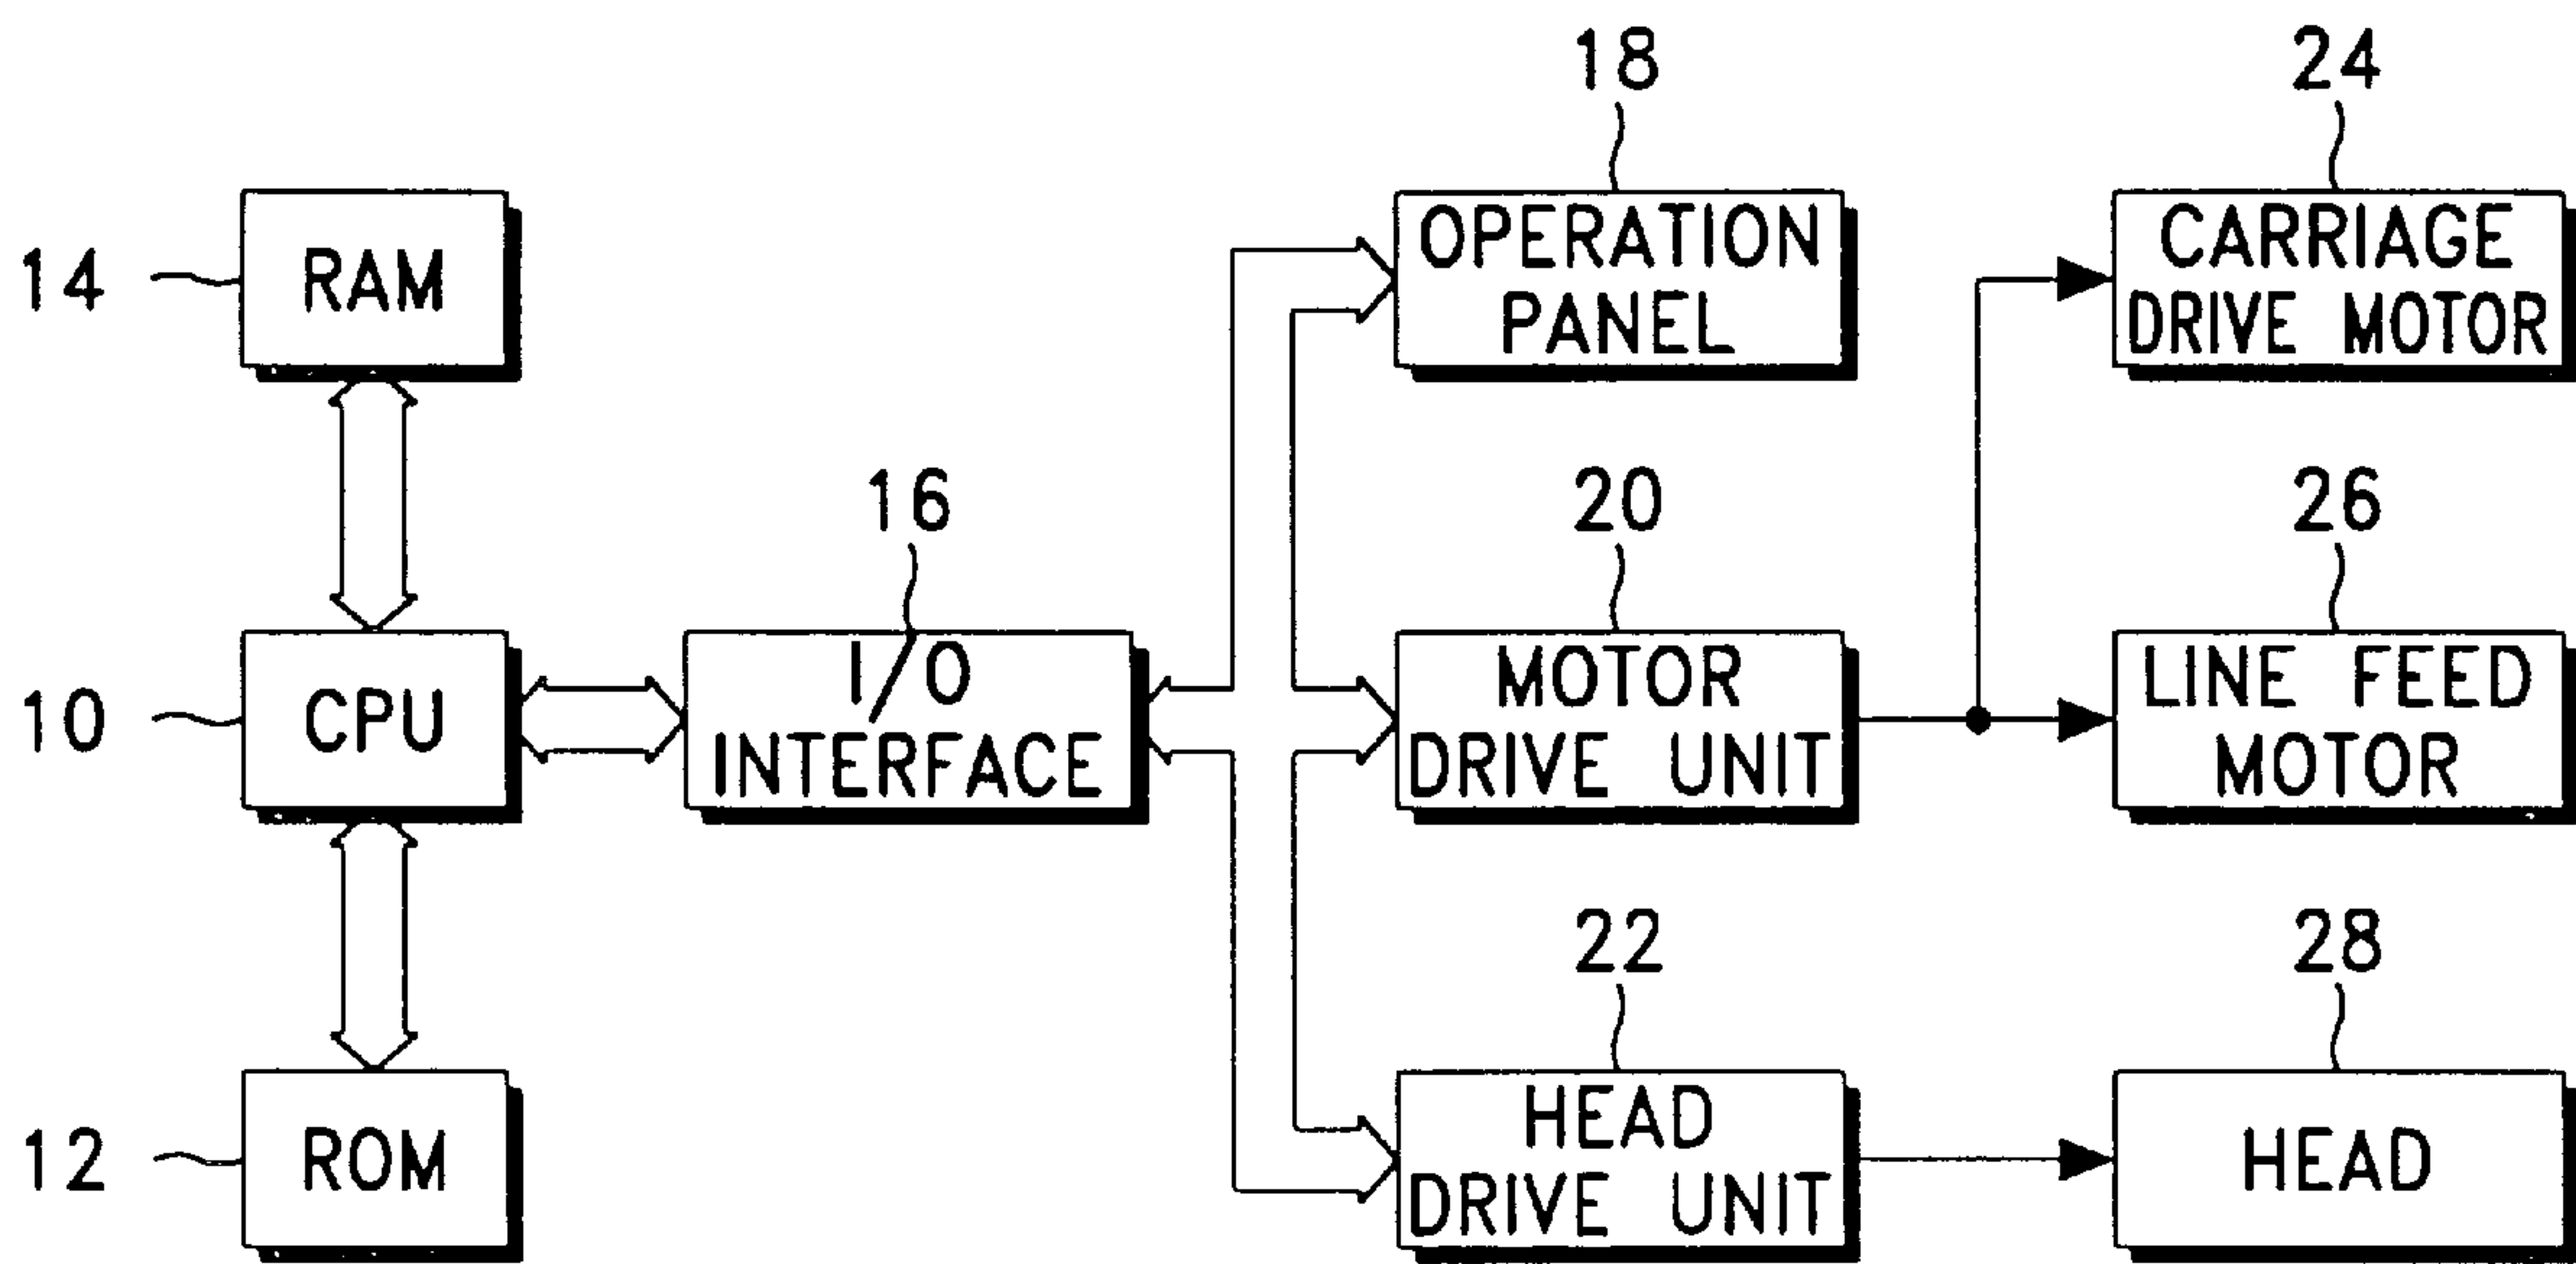 18
24
14
RAM
OPERATION
PANEL
CARRIAGE
DRIVE MOTOR
16
20
26
10
CPU
I/O
INTERFACE
MOTOR
DRIVE UNIT
LINE FEED
MOTOR
22
28
12
ROM
HEAD
DRIVE UNIT
HEAD